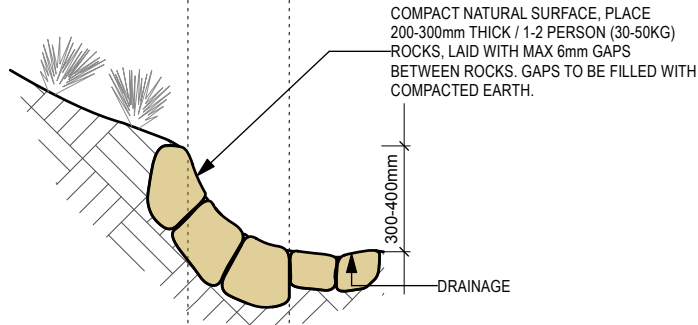 COMPACT NATURAL SURFACE, PLACE
200-300mm THICK / 1-2 PERSON (30-50KG)
ROCKS, LAID WITH MAX 6mm GAPS
BETWEEN ROCKS. GAPS TO BE FILLED WITH
COMPACTED EARTH.
300-400mm
DRAINAGE